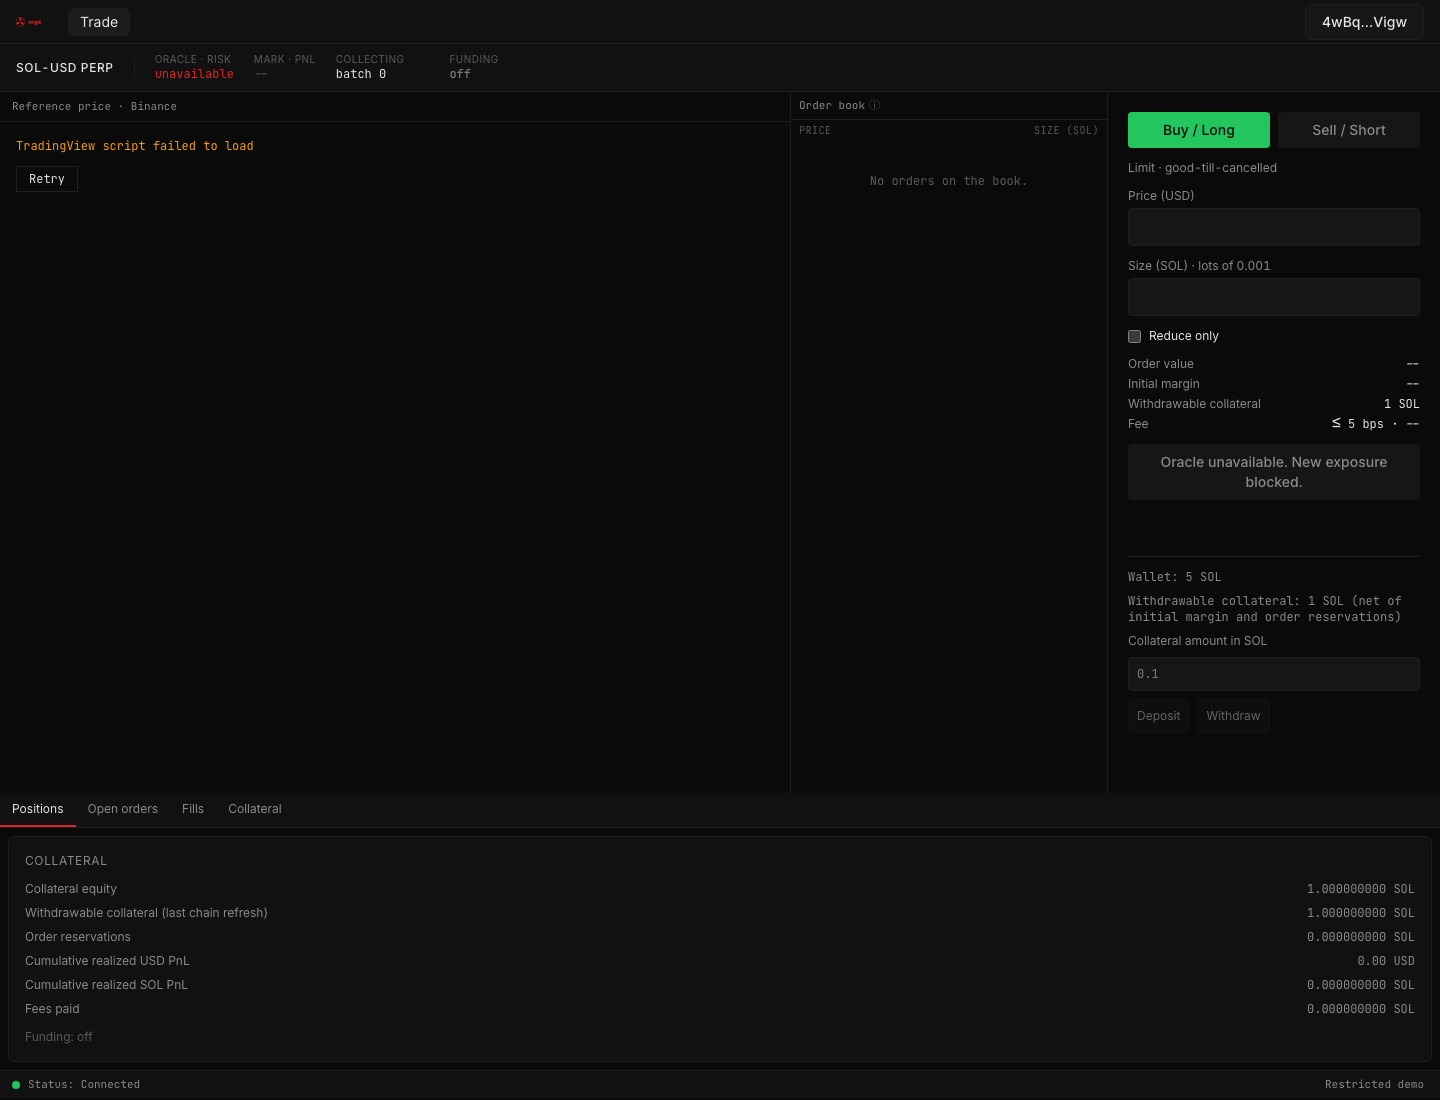 Trade
4wBq...Vigw
SOL-USD PERP
ORACLE · RISK
unavailable
MARK · PNL
--
COLLECTING
batch 0
FUNDING
off
Reference price · Binance
TradingView script failed to load
Retry
Order book ⓘ
PRICE SIZE (SOL)
No orders on the book.
Buy / Long
Sell / Short
Limit · good-till-cancelled
Price (USD)
Size (SOL) · lots of 0.001
Reduce only
Order value --
Initial margin --
Withdrawable collateral 1 SOL
Fee ≤ 5 bps · --
Oracle unavailable. New exposure
blocked.
Wallet: 5 SOL
Withdrawable collateral: 1 SOL (net of
initial margin and order reservations)
Collateral amount in SOL
0.1
Deposit
Withdraw
Positions
Open orders
Fills
Collateral
COLLATERAL
Collateral equity 1.000000000 SOL
Withdrawable collateral (last chain refresh) 1.000000000 SOL
Order reservations 0.000000000 SOL
Cumulative realized USD PnL 0.00 USD
Cumulative realized SOL PnL 0.000000000 SOL
Fees paid 0.000000000 SOL
Funding: off
Status: Connected
Restricted demo